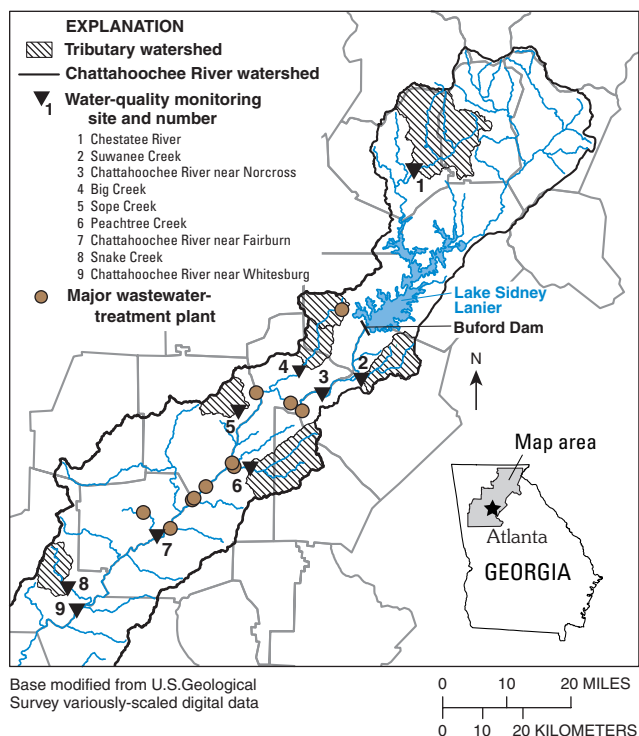 EXPLANATION
Tributary watershed
Chattahoochee River watershed
1 Water-quality monitoring
site and number
1 Chestatee River
2 Suwanee Creek
3 Chattahoochee River near Norcross
4 Big Creek
5 Sope Creek
6 Peachtree Creek
7 Chattahoochee River near Fairburn
8 Snake Creek
9 Chattahoochee River near Whitesburg
Major wastewater-
treatment plant
1
Lake Sidney
Lanier
Buford Dam
4
3
2
5
6
7
8
9
N
Map area
Atlanta
GEORGIA
Base modified from U.S.Geological
Survey variously-scaled digital data
0 10 20 MILES
0 10 20 KILOMETERS